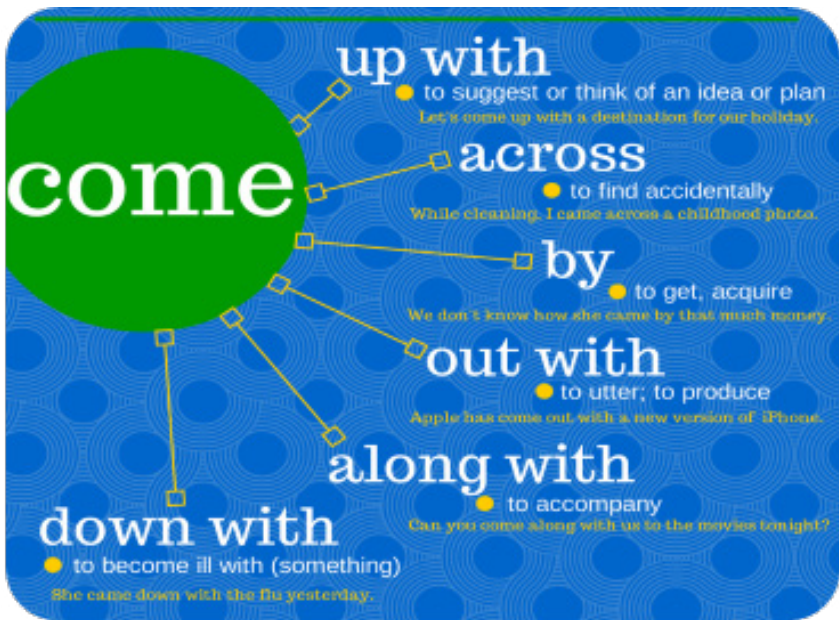 come
up with
to suggest or think of an idea or plan
Let's come up with a destination for our holiday.
across
to find accidentally
While cleaning, I came across a childhood photo.
by
to get, acquire
We don't know how she came by that much money.
out with
to utter; to produce
Apple has come out with a new version of iPhone.
along with
to accompany
Can you come along with us to the movies tonight?
down with
to become ill with (something)
She came down with the flu yesterday.